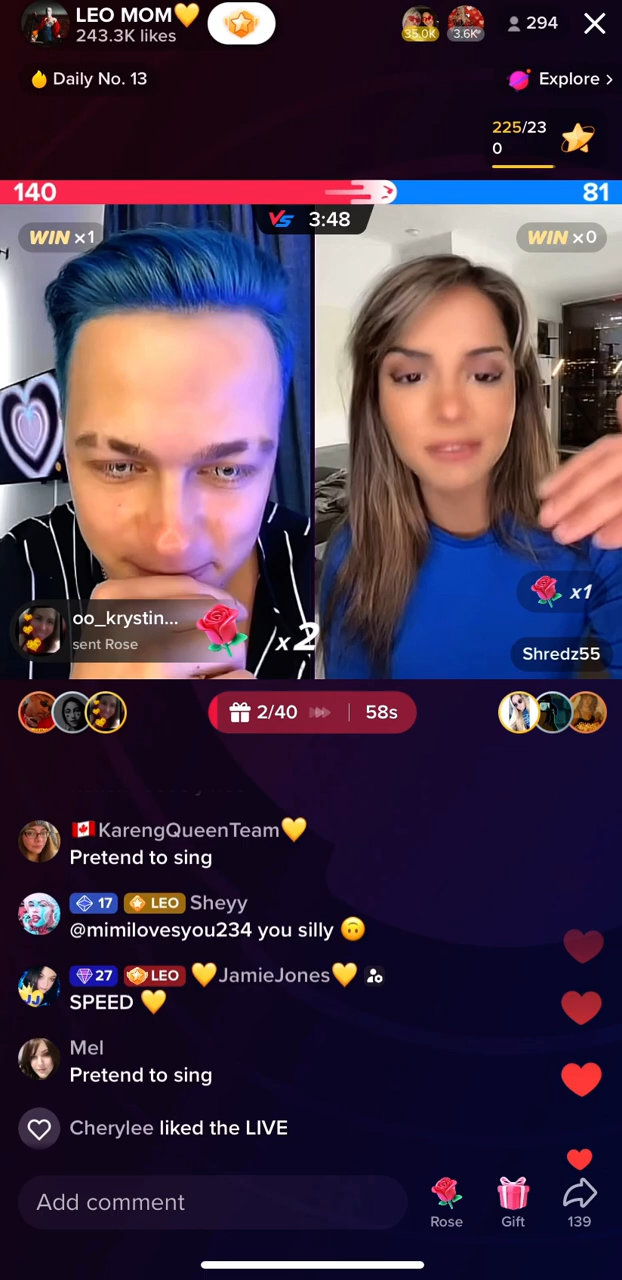 LEO MOM💛
243.3K likes
35.0K
3.6K
294
Daily No. 13
Explore >
225/23
0
140
81
VS 3:48
WIN x1
WIN x0
oo_krystin...
sent Rose
x2
x1
Shredz55
2/40
58s
KarengQueenTeam💛
Pretend to sing
17 LEO Sheyy
@mimilovesyou234 you silly 🙃
27 LEO 💛JamieJones💛
SPEED 💛
Mel
Pretend to sing
Cherylee liked the LIVE
Add comment
Rose
Gift
139